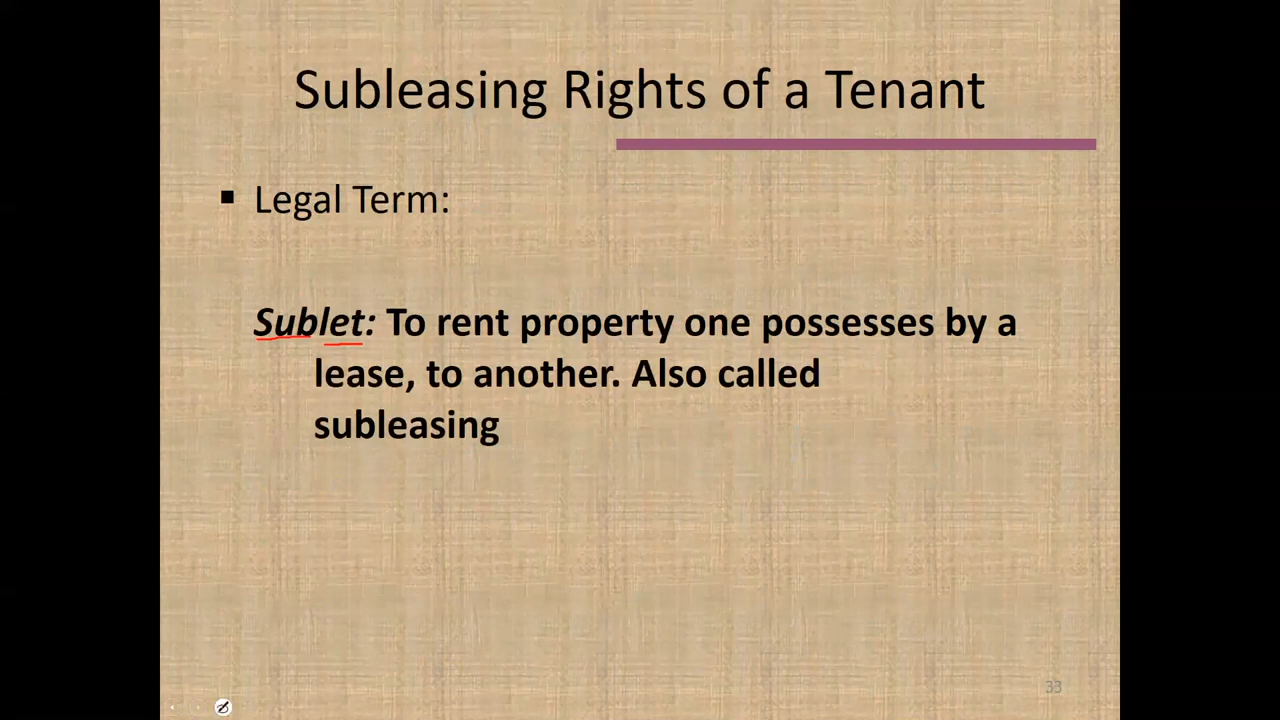 Subleasing Rights of a Tenant
▪ Legal Term:
Sublet: To rent property one possesses by a
lease, to another. Also called
subleasing
33